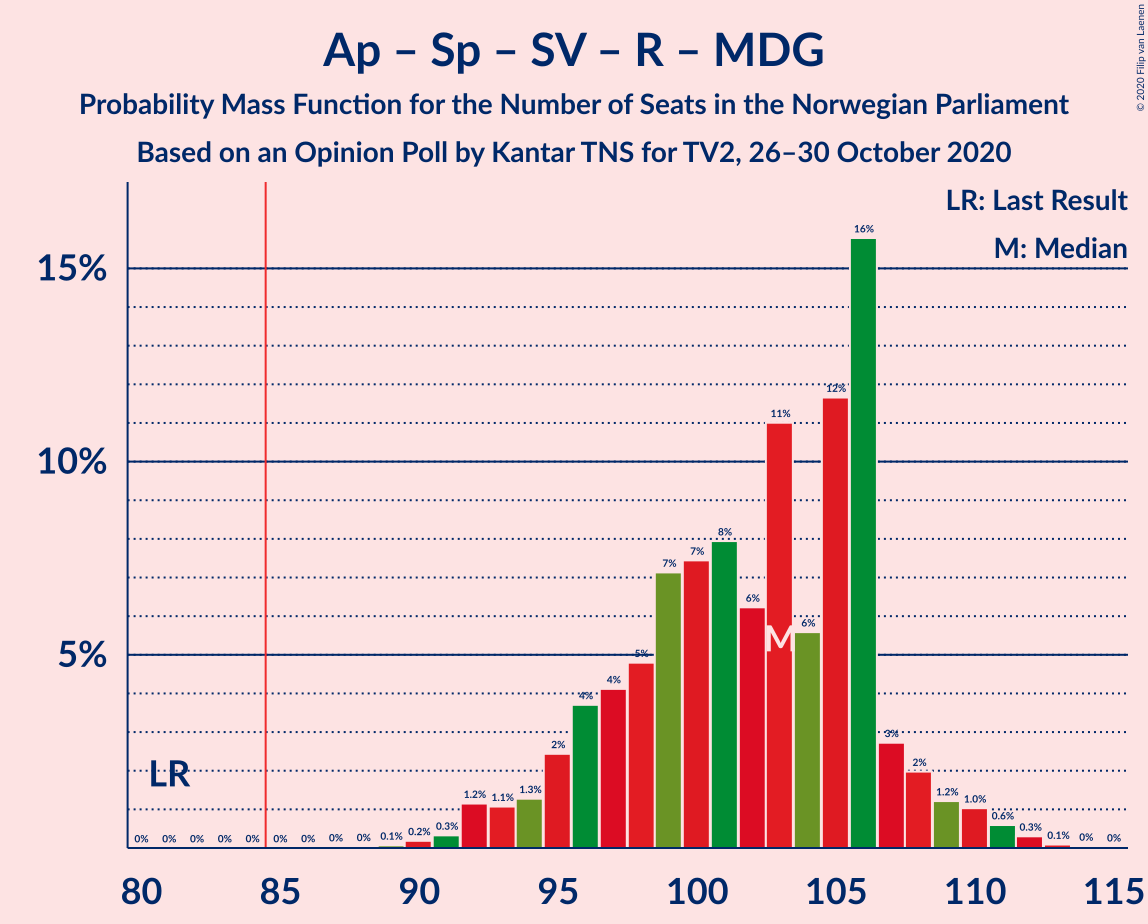 Ap – Sp – SV – R – MDG
Probability Mass Function for the Number of Seats in the Norwegian Parliament
Based on an Opinion Poll by Kantar TNS for TV2, 26–30 October 2020
© 2020 Filip van Laenen
LR: Last Result
M: Median
15%
10%
5%
LR
M
0% 0% 0% 0% 0% 0% 0% 0% 0% 0.1% 0.2% 0.3% 1.2% 1.1% 1.3% 2% 4% 4% 5% 7% 7% 8% 6% 11% 6% 12% 16% 3% 2% 1.2% 1.0% 0.6% 0.3% 0.1% 0% 0%
80 85 90 95 100 105 110 115